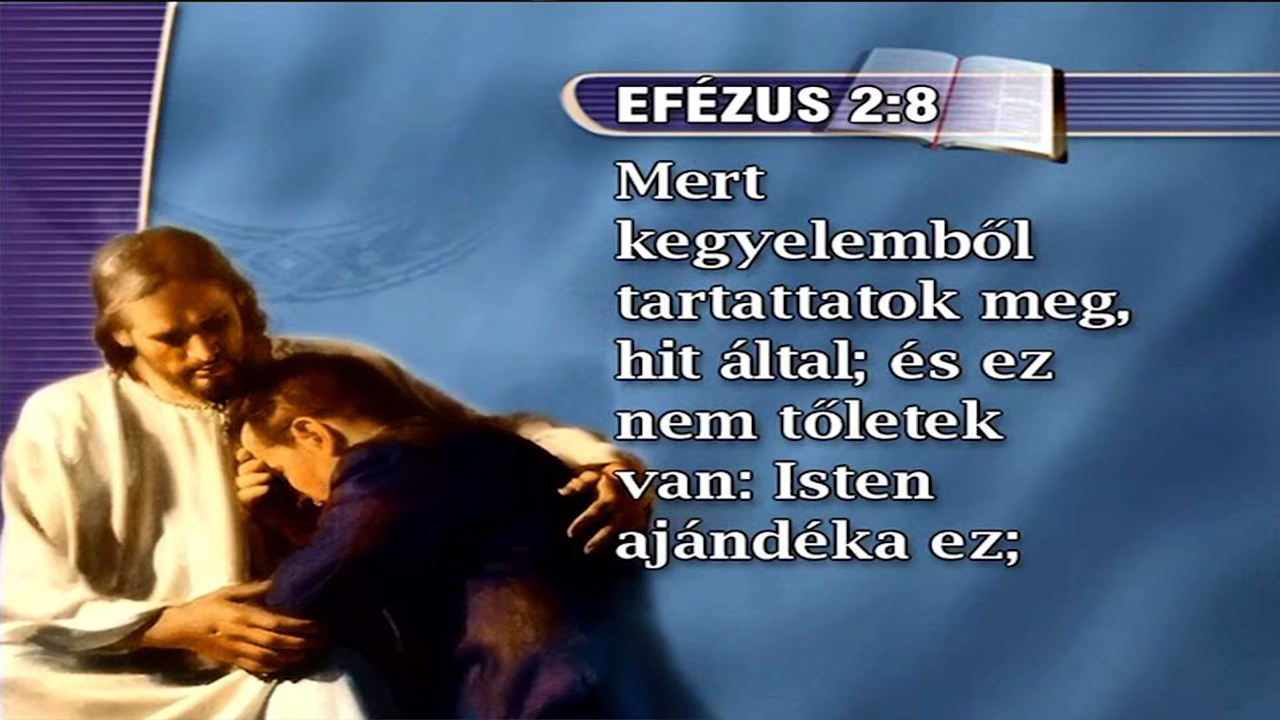 EFÉZUS 2:8
Mert
kegyelemből
tartattatok meg,
hit által; és ez
nem tőletek
van: Isten
ajándéka ez;